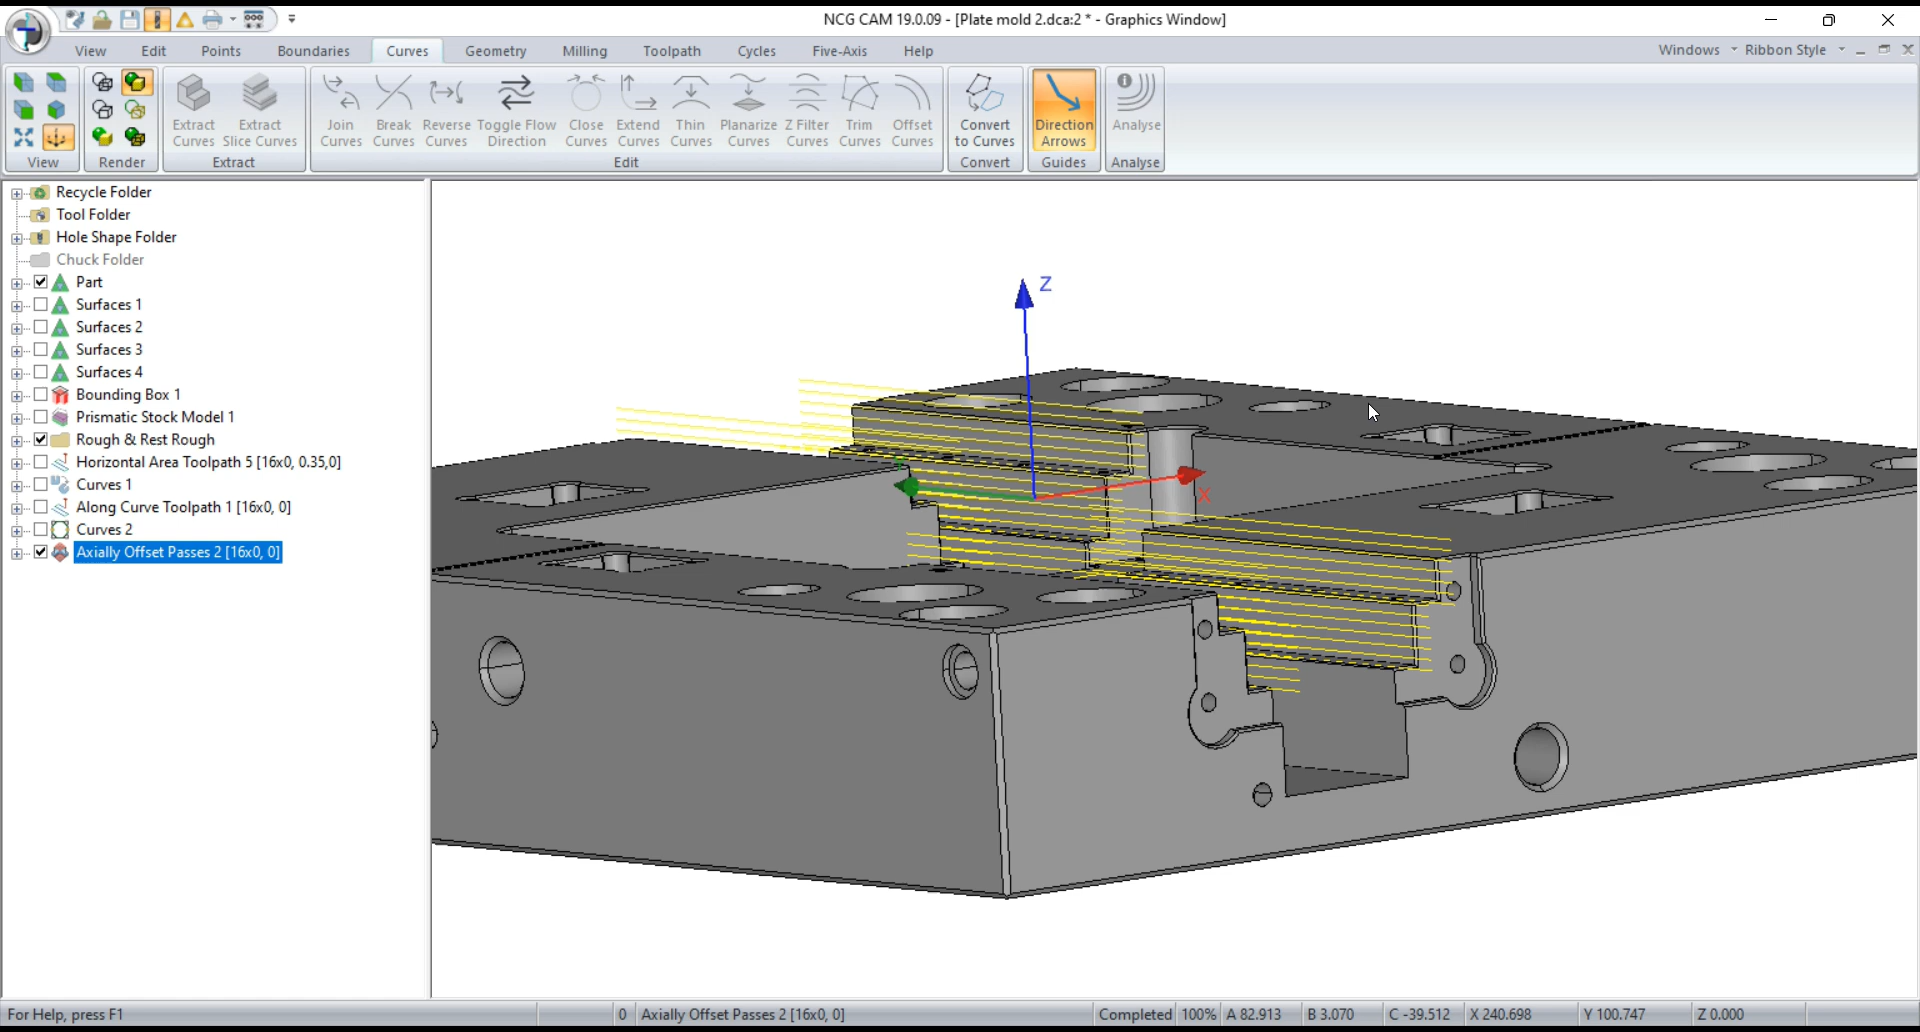 NCG CAM 19.0.09 - [Plate mold 2.dca:2 * - Graphics Window]
View Edit Points Boundaries Curves Geometry Milling Toolpath Cycles Five-Axis Help Windows Ribbon Style
Extract Curves
Extract Slice Curves
Join Curves
Break Curves
Reverse Curves
Toggle Flow Direction
Close Curves
Extend Curves
Thin Curves
Planarize Curves
Z Filter Curves
Trim Curves
Offset Curves
Convert to Curves
Direction Arrows
Analyse
View Render Extract Edit Convert Guides Analyse
Recycle Folder
Tool Folder
Hole Shape Folder
Chuck Folder
Part
Surfaces 1
Surfaces 2
Surfaces 3
Surfaces 4
Bounding Box 1
Prismatic Stock Model 1
Rough & Rest Rough
Horizontal Area Toolpath 5 [16x0, 0.35,0]
Curves 1
Along Curve Toolpath 1 [16x0, 0]
Curves 2
Axially Offset Passes 2 [16x0, 0]
Z
X
For Help, press F1 0 Axially Offset Passes 2 [16x0, 0] Completed 100% A 82.913 B 3.070 C -39.512 X 240.698 Y 100.747 Z 0.000